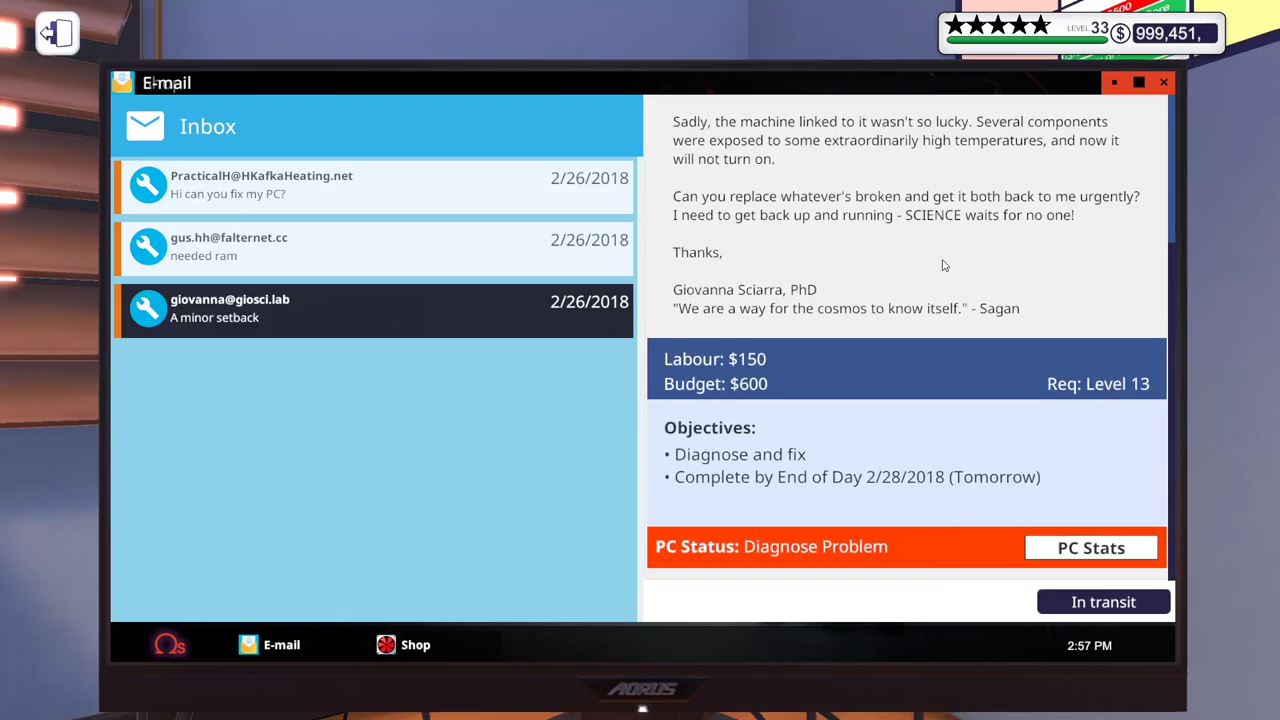 LEVEL 33
$ 999,451,
E-mail
Inbox
PracticalH@HKafkaHeating.net
2/26/2018
Hi can you fix my PC?
gus.hh@falternet.cc
2/26/2018
needed ram
giovanna@giosci.lab
2/26/2018
A minor setback
Sadly, the machine linked to it wasn't so lucky. Several components
were exposed to some extraordinarily high temperatures, and now it
will not turn on.
Can you replace whatever's broken and get it both back to me urgently?
I need to get back up and running - SCIENCE waits for no one!
Thanks,
Giovanna Sciarra, PhD
"We are a way for the cosmos to know itself." - Sagan
Labour: $150
Budget: $600
Req: Level 13
Objectives:
• Diagnose and fix
• Complete by End of Day 2/28/2018 (Tomorrow)
PC Status: Diagnose Problem
PC Stats
In transit
Ωs
E-mail
Shop
2:57 PM
AORUS